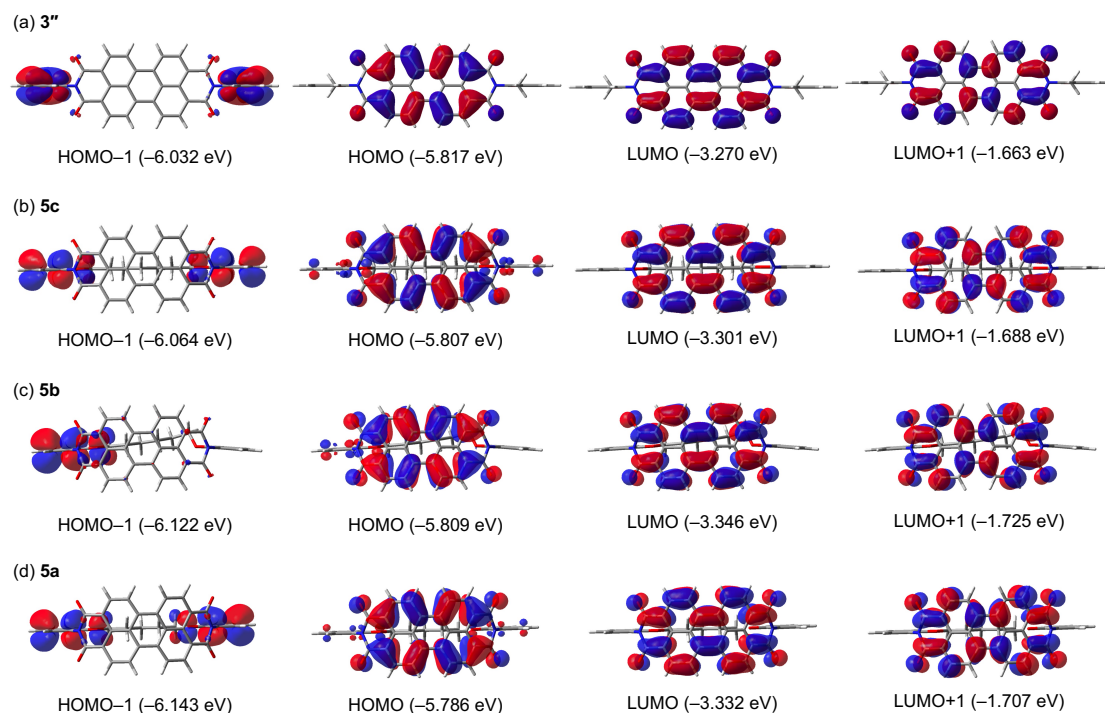 (a) 3″
HOMO–1 (–6.032 eV) HOMO (–5.817 eV) LUMO (–3.270 eV) LUMO+1 (–1.663 eV)
(b) 5c
HOMO–1 (–6.064 eV) HOMO (–5.807 eV) LUMO (–3.301 eV) LUMO+1 (–1.688 eV)
(c) 5b
HOMO–1 (–6.122 eV) HOMO (–5.809 eV) LUMO (–3.346 eV) LUMO+1 (–1.725 eV)
(d) 5a
HOMO–1 (–6.143 eV) HOMO (–5.786 eV) LUMO (–3.332 eV) LUMO+1 (–1.707 eV)